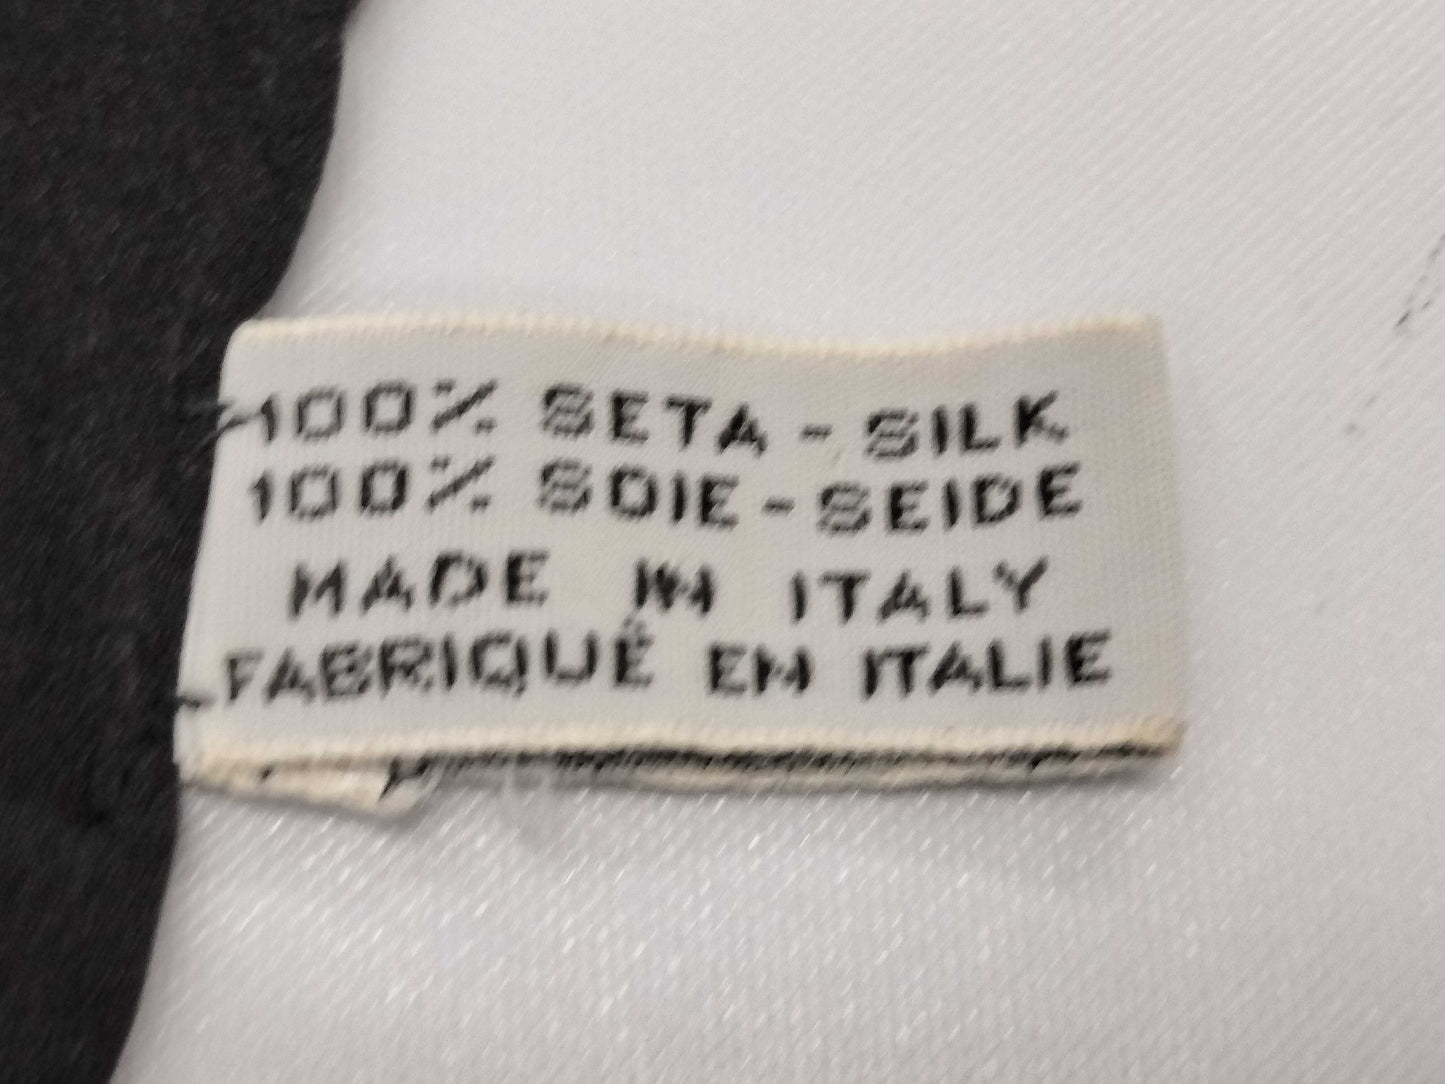 100% SETA - SILK
100% SOIE - SEIDE
MADE IN ITALY
FABRIQUÉ EN ITALIE